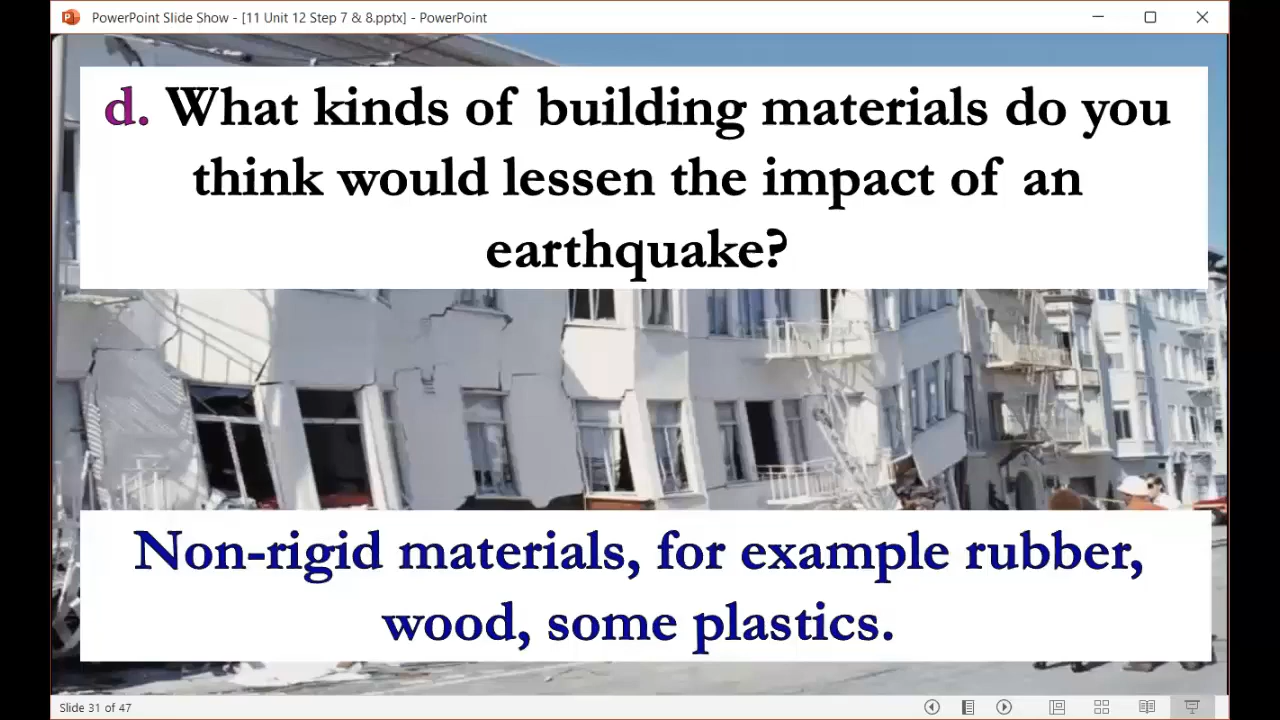 PowerPoint Slide Show - [11 Unit 12 Step 7 & 8.pptx] - PowerPoint
d. What kinds of building materials do you
think would lessen the impact of an
earthquake?
Non-rigid materials, for example rubber,
wood, some plastics.
Slide 31 of 47